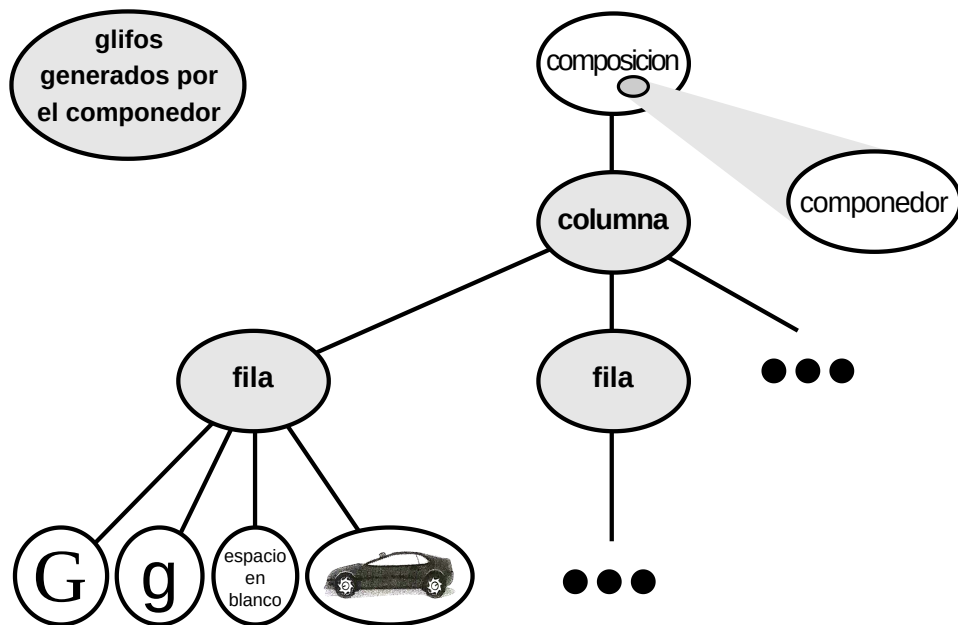 glifos
generados por
el componedor
composicion
componedor
columna
fila
fila
G
g
espacio
en
blanco